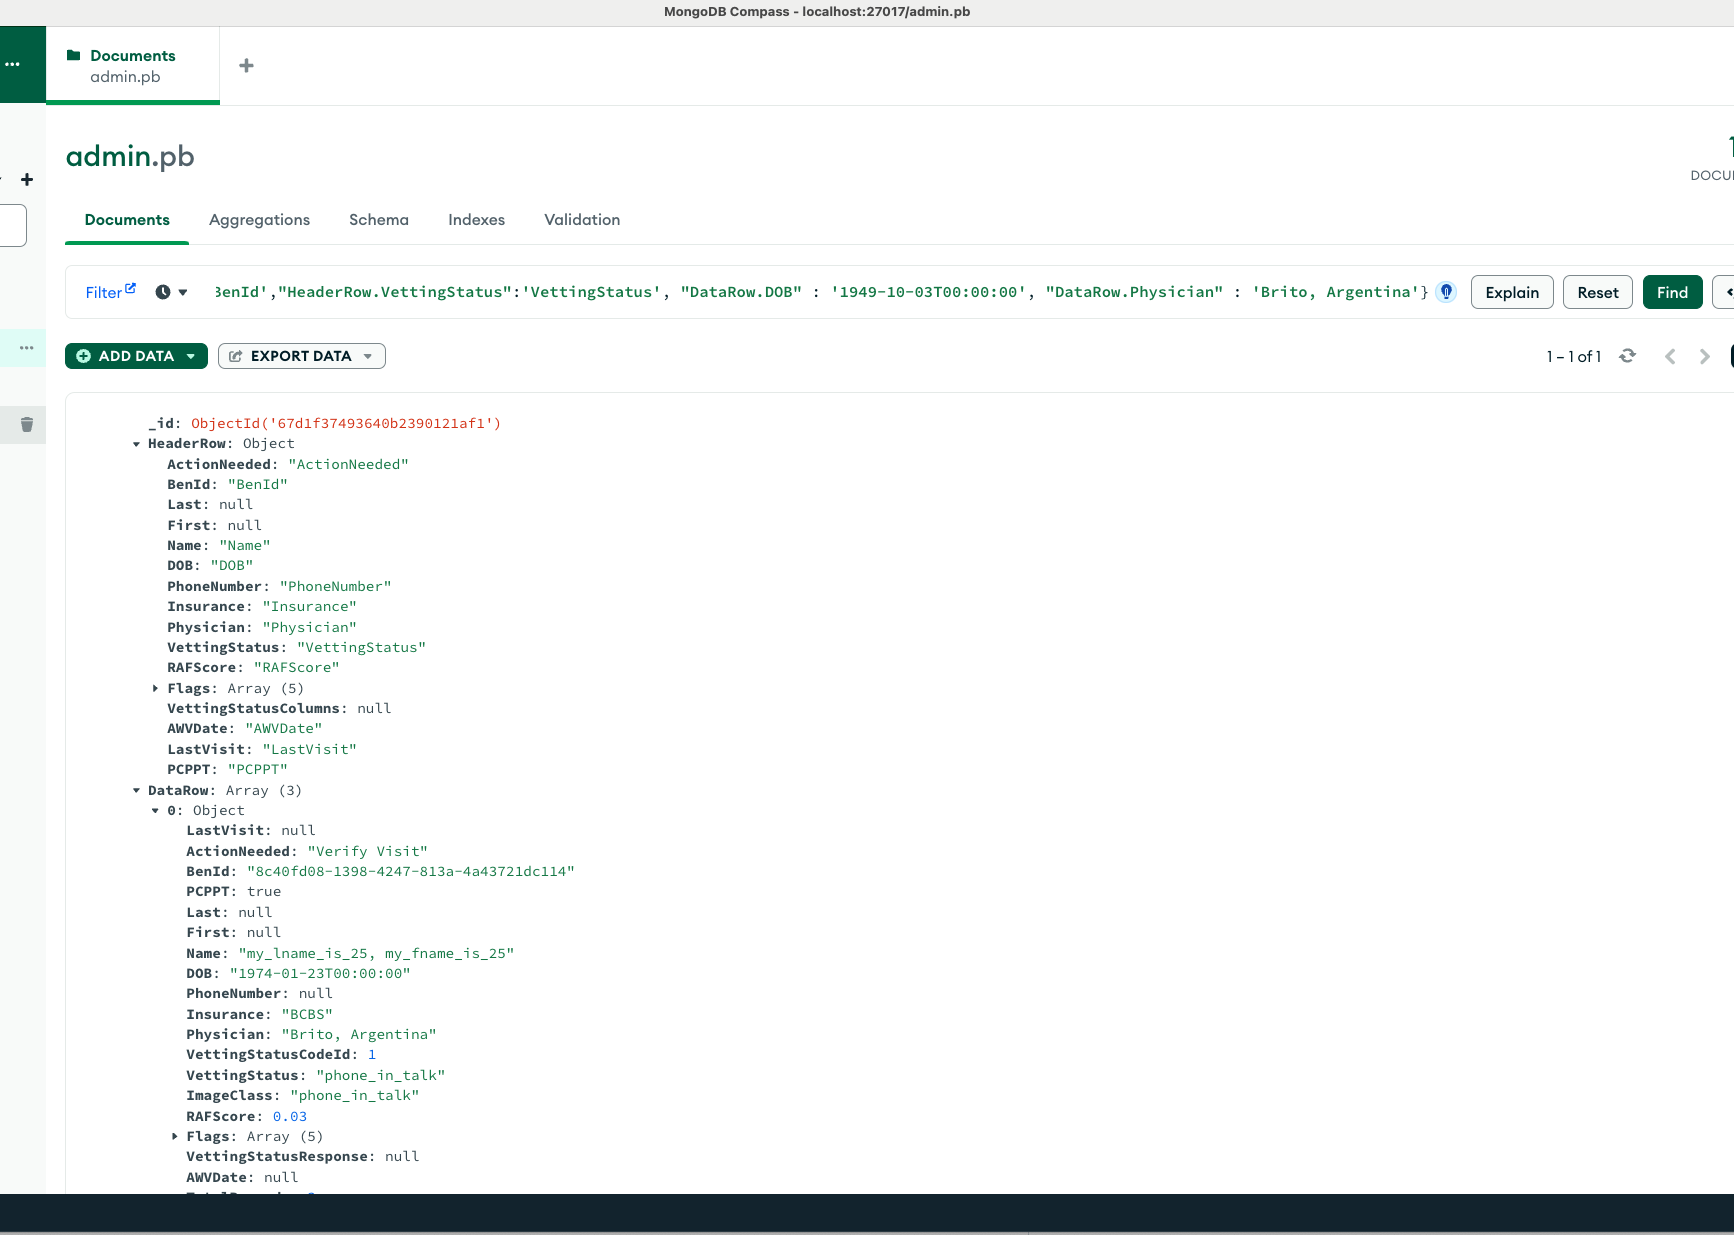 MongoDB Compass - localhost:27017/admin.pb
Documents
admin.pb
admin.pb
DOCU
Documents Aggregations Schema Indexes Validation
Filter BenId',"HeaderRow.VettingStatus":'VettingStatus', "DataRow.DOB" : '1949-10-03T00:00:00', "DataRow.Physician" : 'Brito, Argentina'} Explain Reset Find
ADD DATA EXPORT DATA 1 – 1 of 1
_id: ObjectId('67d1f37493640b2390121af1')
HeaderRow: Object
ActionNeeded: "ActionNeeded"
BenId: "BenId"
Last: null
First: null
Name: "Name"
DOB: "DOB"
PhoneNumber: "PhoneNumber"
Insurance: "Insurance"
Physician: "Physician"
VettingStatus: "VettingStatus"
RAFScore: "RAFScore"
Flags: Array (5)
VettingStatusColumns: null
AWVDate: "AWVDate"
LastVisit: "LastVisit"
PCPPT: "PCPPT"
DataRow: Array (3)
0: Object
LastVisit: null
ActionNeeded: "Verify Visit"
BenId: "8c40fd08-1398-4247-813a-4a43721dc114"
PCPPT: true
Last: null
First: null
Name: "my_lname_is_25, my_fname_is_25"
DOB: "1974-01-23T00:00:00"
PhoneNumber: null
Insurance: "BCBS"
Physician: "Brito, Argentina"
VettingStatusCodeId: 1
VettingStatus: "phone_in_talk"
ImageClass: "phone_in_talk"
RAFScore: 0.03
Flags: Array (5)
VettingStatusResponse: null
AWVDate: null